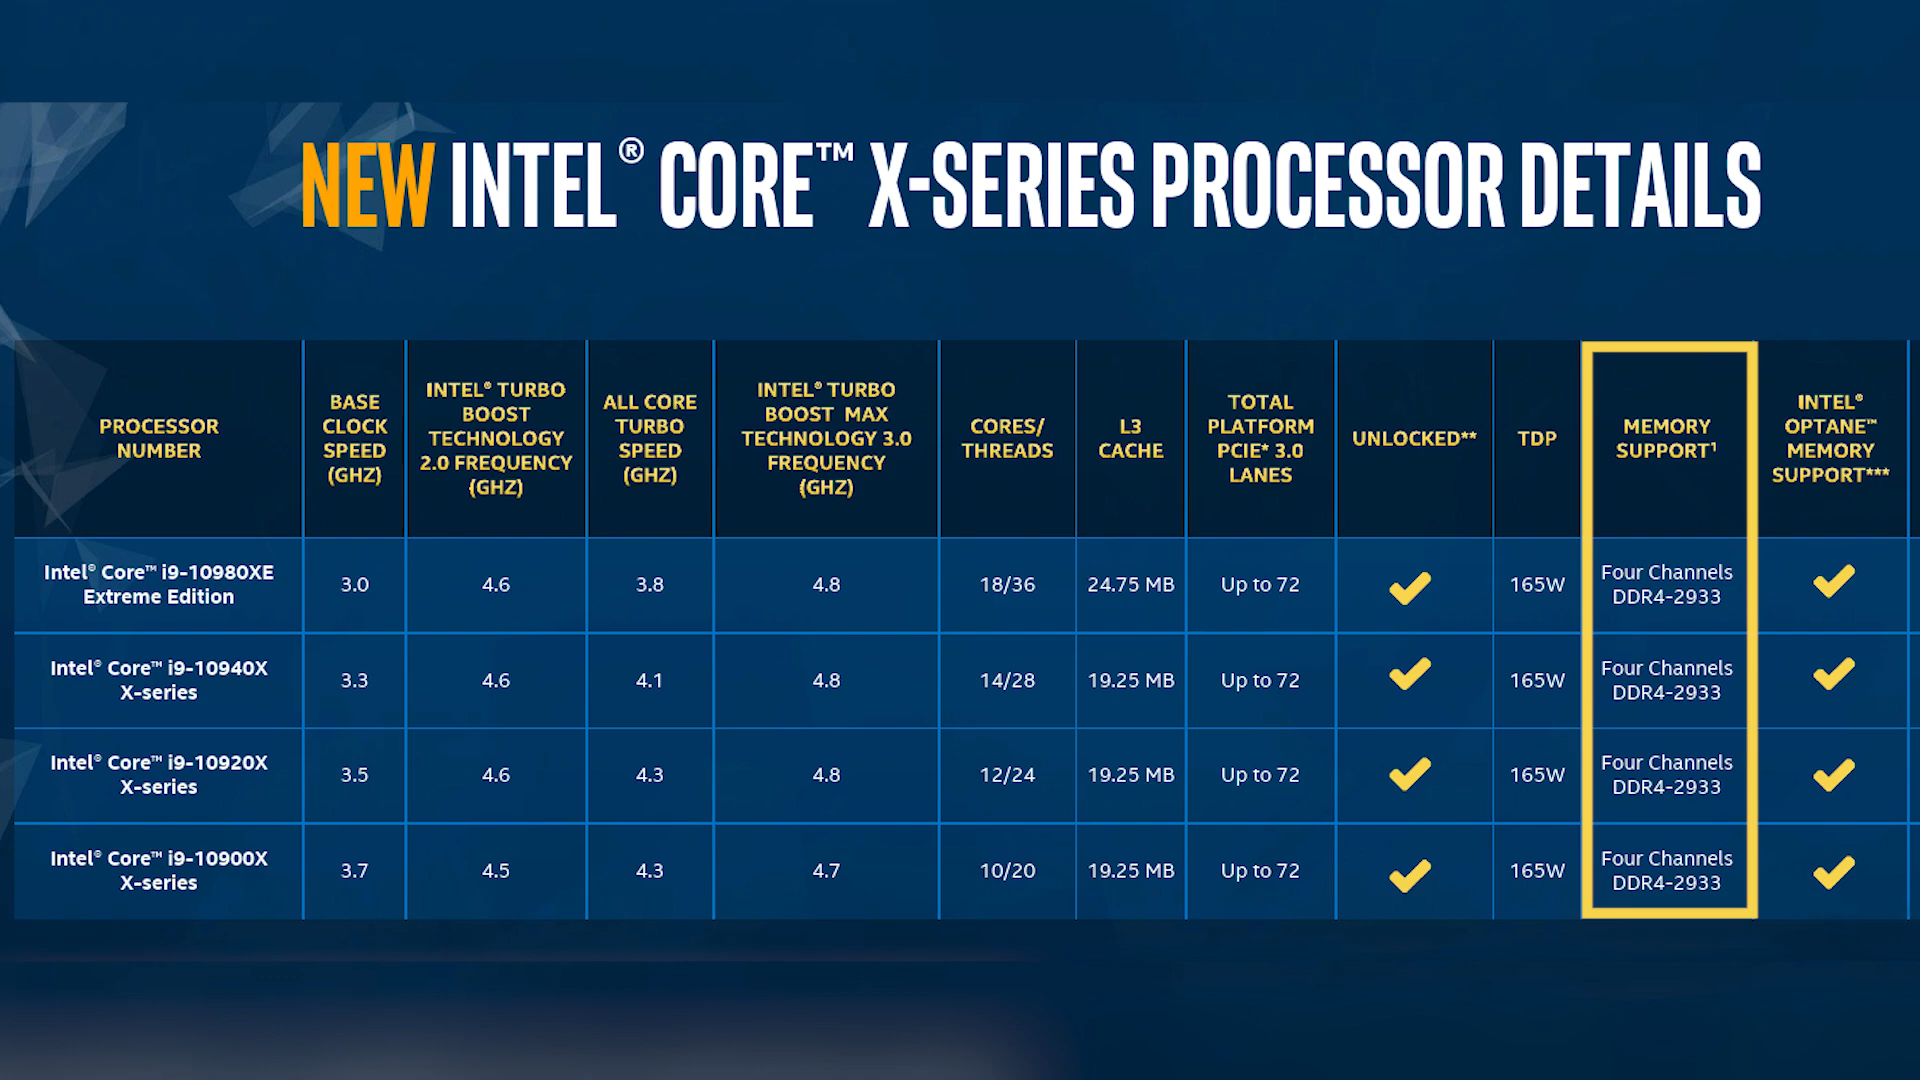 NEW INTEL® CORE™ X-SERIES PROCESSOR DETAILS
PROCESSOR
NUMBER
BASE
CLOCK
SPEED
(GHZ)
INTEL® TURBO
BOOST
TECHNOLOGY
2.0 FREQUENCY
(GHZ)
ALL CORE
TURBO
SPEED
(GHZ)
INTEL® TURBO
BOOST MAX
TECHNOLOGY 3.0
FREQUENCY
(GHZ)
CORES/
THREADS
L3
CACHE
TOTAL
PLATFORM
PCIE* 3.0
LANES
UNLOCKED**
TDP
MEMORY
SUPPORT¹
INTEL®
OPTANE™
MEMORY
SUPPORT***
Intel® Core™ i9-10980XE
Extreme Edition
3.0
4.6
3.8
4.8
18/36
24.75 MB
Up to 72
165W
Four Channels
DDR4-2933
Intel® Core™ i9-10940X
X-series
3.3
4.6
4.1
4.8
14/28
19.25 MB
Up to 72
165W
Four Channels
DDR4-2933
Intel® Core™ i9-10920X
X-series
3.5
4.6
4.3
4.8
12/24
19.25 MB
Up to 72
165W
Four Channels
DDR4-2933
Intel® Core™ i9-10900X
X-series
3.7
4.5
4.3
4.7
10/20
19.25 MB
Up to 72
165W
Four Channels
DDR4-2933